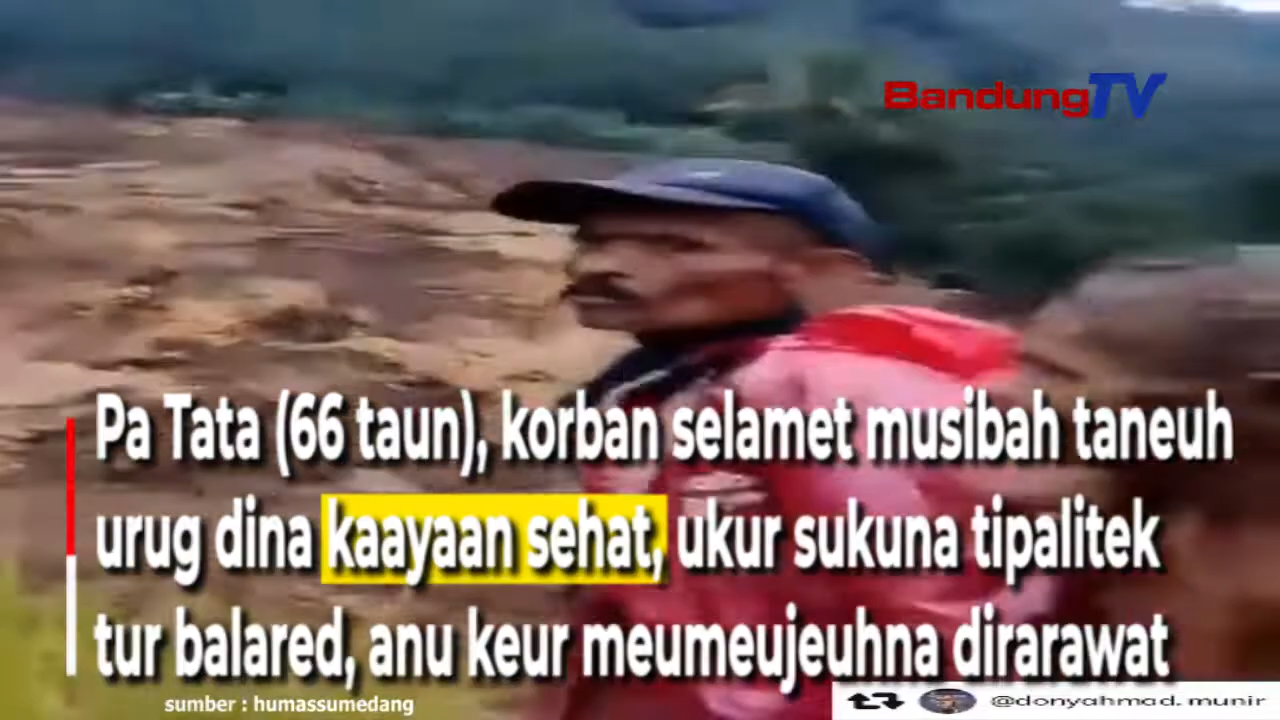 BandungTV
Pa Tata (66 taun), korban selamet musibah taneuh
urug dina kaayaan sehat, ukur sukuna tipalitek
tur balared, anu keur meumeujeuhna dirarawat
sumber : humassumedang
@donyahmad.munir